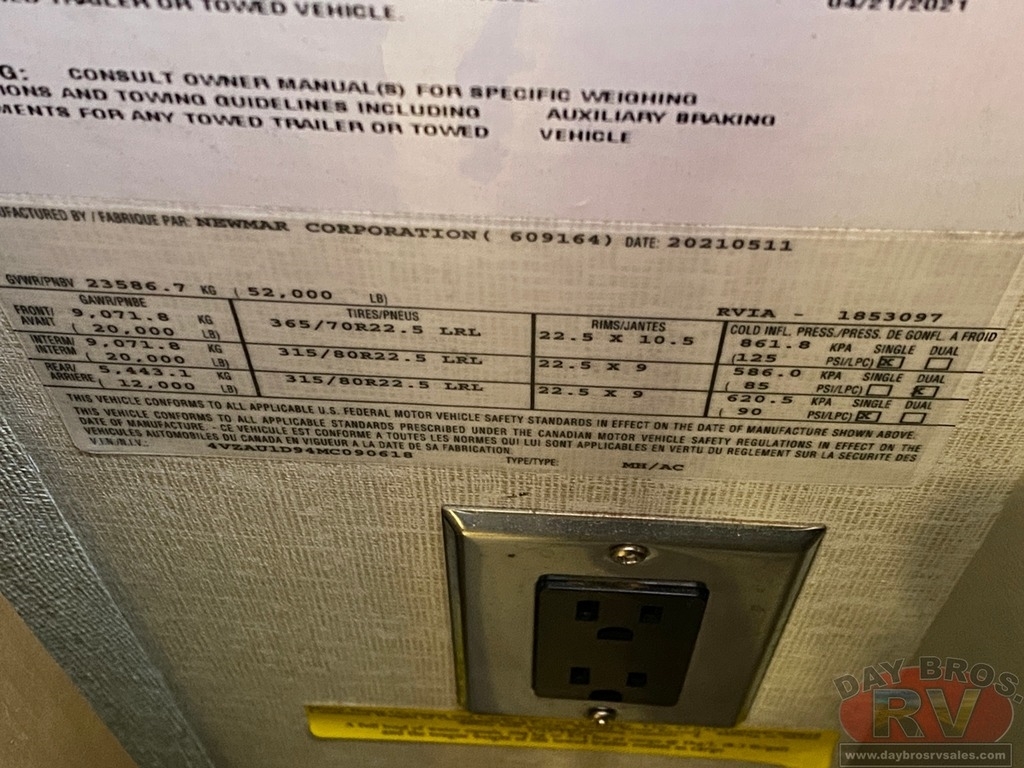 TRAILER OR TOWED VEHICLE.
04/21/2021
G: CONSULT OWNER MANUAL(S) FOR SPECIFIC WEIGHING
IONS AND TOWING GUIDELINES INCLUDING AUXILIARY BRAKING
MENTS FOR ANY TOWED TRAILER OR TOWED VEHICLE
UFACTURED BY / FABRIQUE PAR: NEWMAR CORPORATION( 609164) DATE: 20210511
GVWR/PNBV 23586.7 KG ( 52,000 LB)
RVIA - 1853097
GAWR/PNBE TIRES/PNEUS RIMS/JANTES COLD INFL. PRESS/PRESS. DE GONFL. A FROID
FRONT/ 9,071.8 KG 365/70R22.5 LRL 22.5 X 10.5 861.8 KPA SINGLE DUAL
AVANT ( 20,000 LB) (125 PSI/LPC) X
INTERM/ 9,071.8 KG 315/80R22.5 LRL 22.5 X 9 586.0 KPA SINGLE DUAL
INTERM ( 20,000 LB) ( 85 PSI/LPC) X
REAR/ 5,443.1 KG 315/80R22.5 LRL 22.5 X 9 620.5 KPA SINGLE DUAL
ARRIÈRE ( 12,000 LB) ( 90 PSI/LPC) X
THIS VEHICLE CONFORMS TO ALL APPLICABLE U.S. FEDERAL MOTOR VEHICLE SAFETY STANDARDS IN EFFECT ON THE DATE OF MANUFACTURE SHOWN ABOVE.
THIS VEHICLE CONFORMS TO ALL APPLICABLE STANDARDS PRESCRIBED UNDER THE CANADIAN MOTOR VEHICLE SAFETY REGULATIONS IN EFFECT ON THE
DATE OF MANUFACTURE. - CE VEHICULE EST CONFORME A TOUTES LES NORMES QUI LUI SONT APPLICABLES EN VERTU DU REGLEMENT SUR LA SECURITE DES
VEHICULES AUTOMOBILES DU CANADA EN VIGUEUR A LA DATE DE SA FABRICATION.
V.I.N./N.I.V. 4VZAU1D94MC090618 TYPE/TYPE: MH/AC
DAY BROS.
RV
www.daybrosrvsales.com